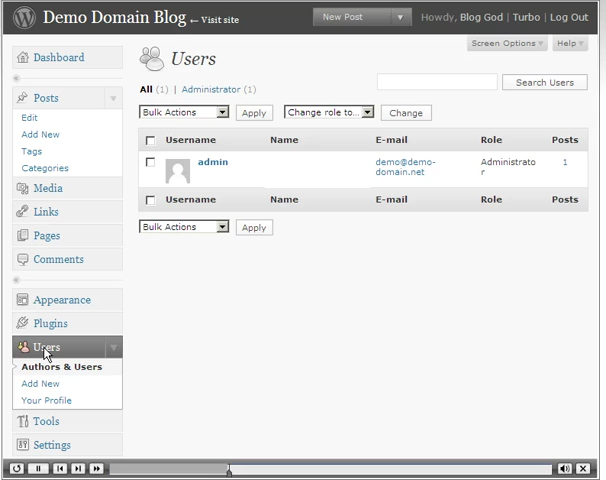 Demo Domain Blog ← Visit site
New Post
Howdy, Blog God | Turbo | Log Out
Screen Options
Help
Dashboard
Posts
Edit
Add New
Tags
Categories
Media
Links
Pages
Comments
Appearance
Plugins
Users
Authors & Users
Add New
Your Profile
Tools
Settings
Users
All (1) | Administrator (1)
Search Users
Bulk Actions
Apply
Change role to...
Change
Username Name E-mail Role Posts
admin demo@demo- Administrato 1
domain.net r
Username Name E-mail Role Posts
Bulk Actions
Apply